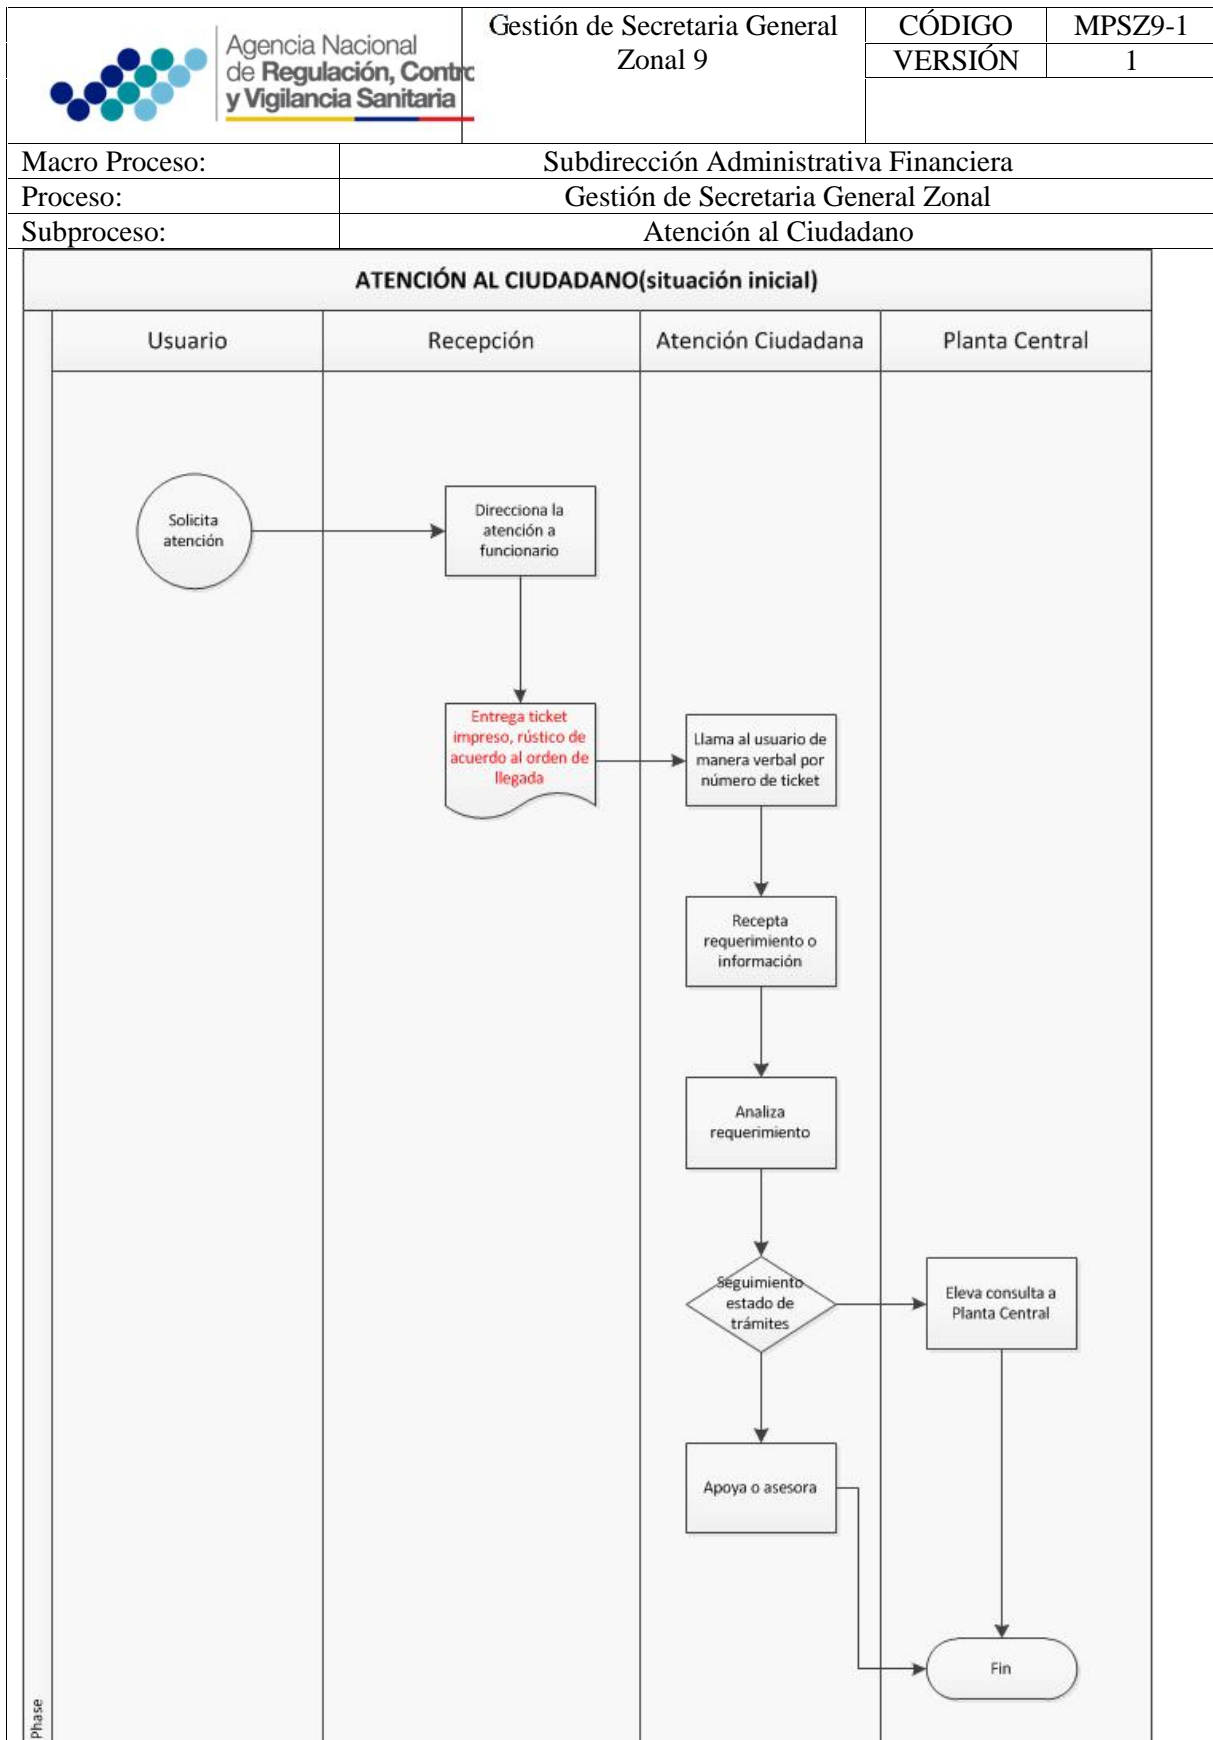 Agencia Nacional
de Regulación, Contro
y Vigilancia Sanitaria
Gestión de Secretaria General
Zonal 9
CÓDIGO MPSZ9-1
VERSIÓN 1
Macro Proceso: Subdirección Administrativa Financiera
Proceso: Gestión de Secretaria General Zonal
Subproceso: Atención al Ciudadano
ATENCIÓN AL CIUDADANO(situación inicial)
Usuario Recepción Atención Ciudadana Planta Central
Solicita
atención
Direcciona la
atención a
funcionario
Entrega ticket
impreso, rústico de
acuerdo al orden de
llegada
Llama al usuario de
manera verbal por
número de ticket
Recepta
requerimiento o
información
Analiza
requerimiento
Seguimiento
estado de
trámites
Eleva consulta a
Planta Central
Apoya o asesora
Fin
Phase